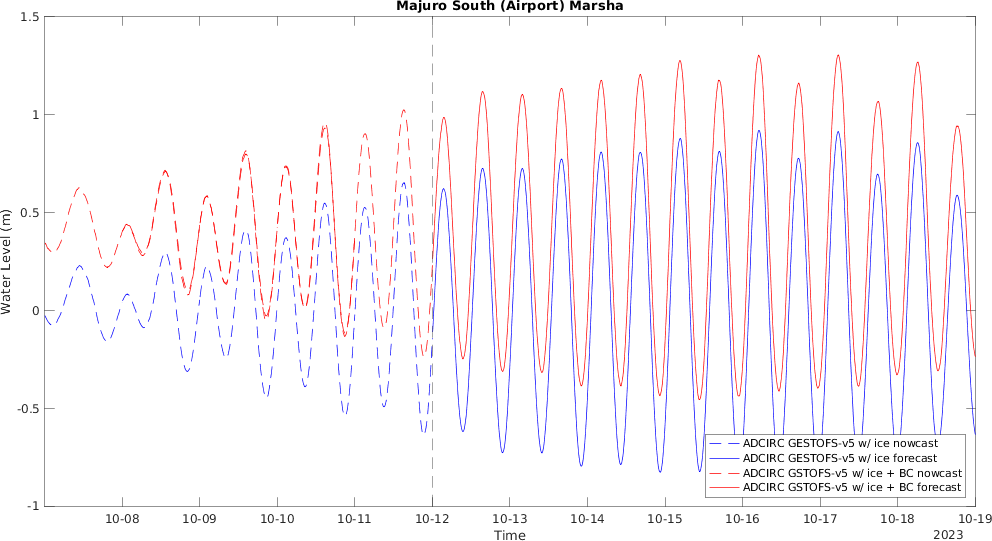 Majuro South (Airport) Marsha
1.5
1
0.5
0
-0.5
-1
Water Level (m)
ADCIRC GESTOFS-v5 w/ ice nowcast
ADCIRC GESTOFS-v5 w/ ice forecast
ADCIRC GSTOFS-v5 w/ ice + BC nowcast
ADCIRC GSTOFS-v5 w/ ice + BC forecast
10-08 10-09 10-10 10-11 10-12 10-13 10-14 10-15 10-16 10-17 10-18 10-19
Time
2023